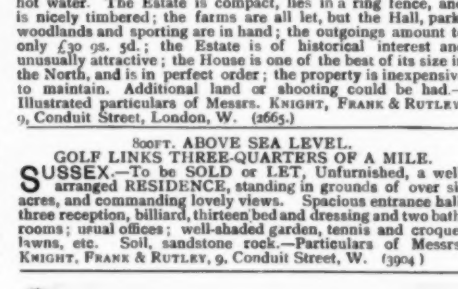 hot water. The Estate is compact, lies in a ring fence, and
is nicely timbered; the farms are all let, but the Hall, park
woodlands and sporting are in hand; the outgoings amount t
only £30 9s. 5d.; the Estate is of historical interest and
unusually attractive; the House is one of the best of its size i
the North, and is in perfect order; the property is inexpensiv
to maintain. Additional land or shooting could be had.—
Illustrated particulars of Messrs. KNIGHT, FRANK & RUTLEY
9, Conduit Street, London, W. (2665.)
800FT. ABOVE SEA LEVEL.
GOLF LINKS THREE-QUARTERS OF A MILE.
SUSSEX.—To be SOLD or LET, Unfurnished, a well
arranged RESIDENCE, standing in grounds of over si
acres, and commanding lovely views. Spacious entrance hall
three reception, billiard, thirteen bed and dressing and two bath
rooms; usual offices; well-shaded garden, tennis and croque
lawns, etc. Soil, sandstone rock.—Particulars of Messrs
KNIGHT, FRANK & RUTLEY, 9, Conduit Street, W. (3904)